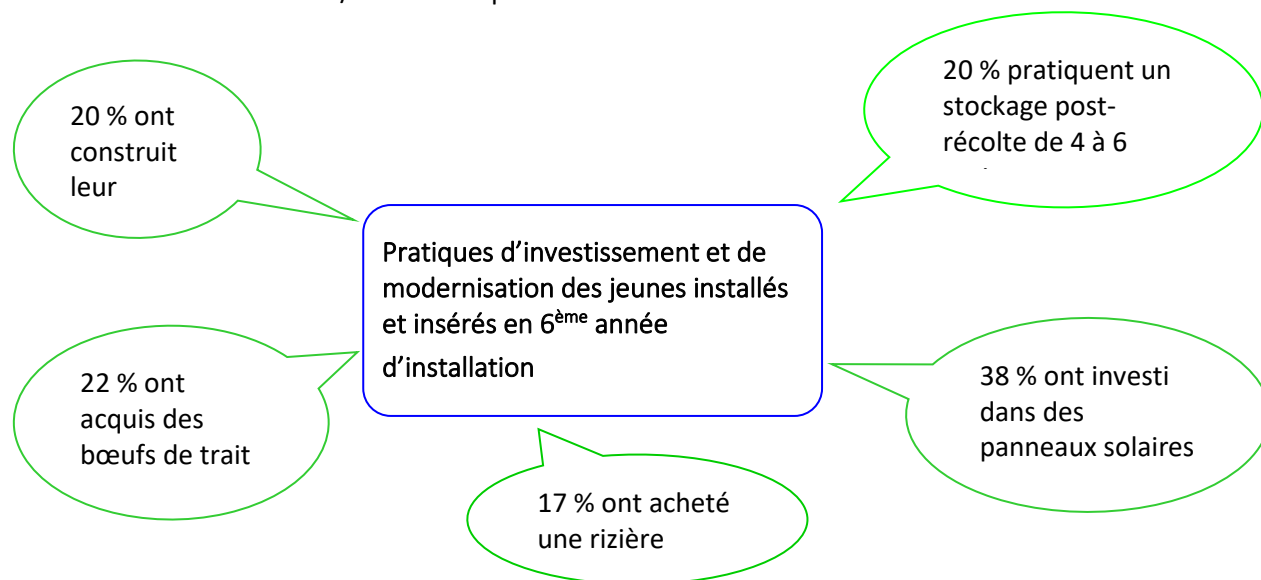 20 % ont
construit
leur
20 % pratiquent un
stockage post-
récolte de 4 à 6
Pratiques d’investissement et de
modernisation des jeunes installés
et insérés en 6ème année
d’installation
22 % ont
acquis des
bœufs de trait
38 % ont investi
dans des
panneaux solaires
17 % ont acheté
une rizière